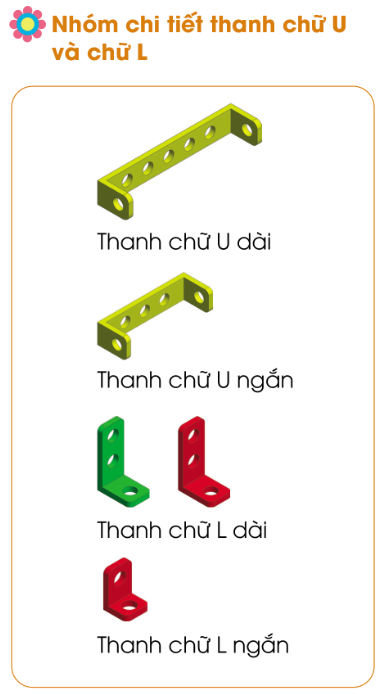 Nhóm chi tiết thanh chữ U
và chữ L
Thanh chữ U dài
Thanh chữ U ngắn
Thanh chữ L dài
Thanh chữ L ngắn